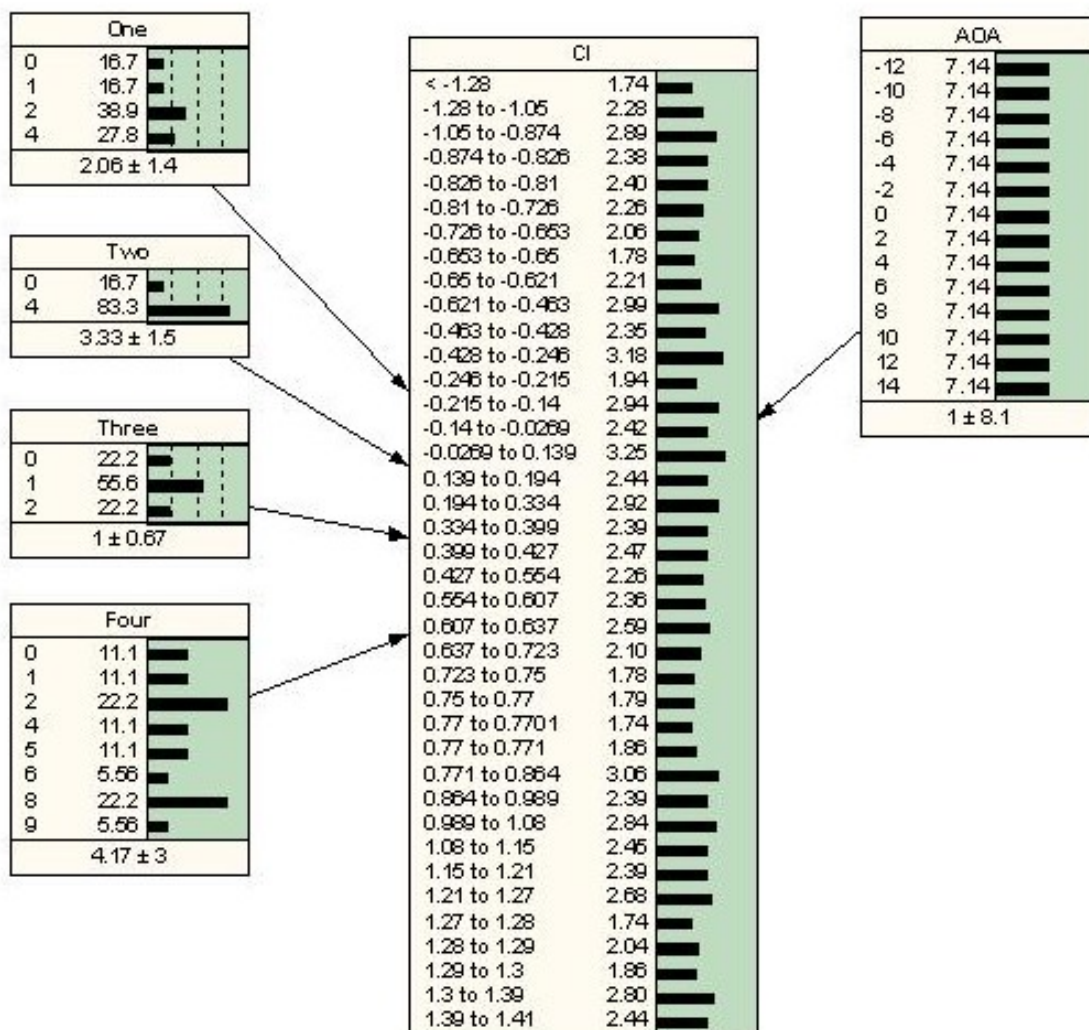 One
0 16.7
1 16.7
2 38.9
4 27.8
2.06 ± 1.4
Two
0 16.7
4 83.3
3.33 ± 1.5
Three
0 22.2
1 55.6
2 22.2
1 ± 0.67
Four
0 11.1
1 11.1
2 22.2
4 11.1
5 11.1
6 5.56
8 22.2
9 5.56
4.17 ± 3
Cl
< -1.28 1.74
-1.28 to -1.05 2.28
-1.05 to -0.874 2.89
-0.874 to -0.826 2.38
-0.826 to -0.81 2.40
-0.81 to -0.726 2.26
-0.726 to -0.653 2.06
-0.653 to -0.65 1.78
-0.65 to -0.621 2.21
-0.621 to -0.463 2.99
-0.463 to -0.428 2.35
-0.428 to -0.246 3.18
-0.246 to -0.215 1.94
-0.215 to -0.14 2.94
-0.14 to -0.0269 2.42
-0.0269 to 0.139 3.25
0.139 to 0.194 2.44
0.194 to 0.334 2.92
0.334 to 0.399 2.39
0.399 to 0.427 2.47
0.427 to 0.554 2.26
0.554 to 0.607 2.36
0.607 to 0.637 2.59
0.637 to 0.723 2.10
0.723 to 0.75 1.78
0.75 to 0.77 1.79
0.77 to 0.7701 1.74
0.77 to 0.771 1.86
0.771 to 0.864 3.06
0.864 to 0.989 2.39
0.989 to 1.08 2.84
1.08 to 1.15 2.45
1.15 to 1.21 2.39
1.21 to 1.27 2.68
1.27 to 1.28 1.74
1.28 to 1.29 2.04
1.29 to 1.3 1.86
1.3 to 1.39 2.80
1.39 to 1.41 2.44
AOA
-12 7.14
-10 7.14
-8 7.14
-6 7.14
-4 7.14
-2 7.14
0 7.14
2 7.14
4 7.14
6 7.14
8 7.14
10 7.14
12 7.14
14 7.14
1 ± 8.1